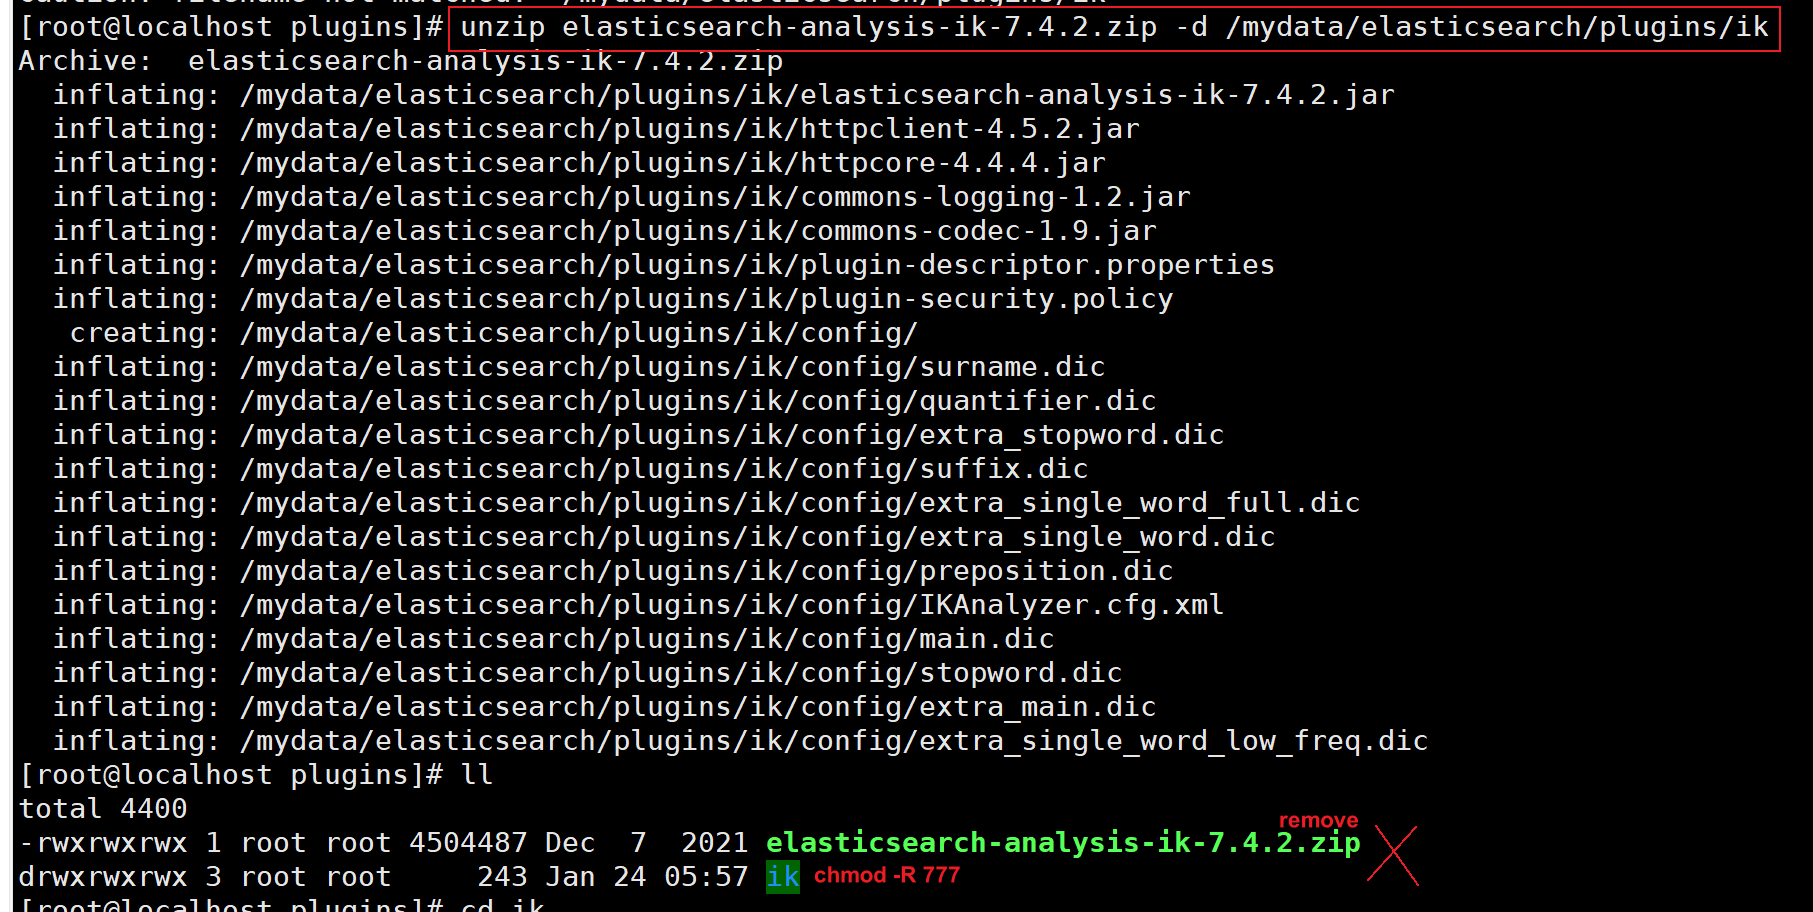 caution: filename not matched: /mydata/elasticsearch/plugins/ik
[root@localhost plugins]# unzip elasticsearch-analysis-ik-7.4.2.zip -d /mydata/elasticsearch/plugins/ik
Archive:  elasticsearch-analysis-ik-7.4.2.zip
  inflating: /mydata/elasticsearch/plugins/ik/elasticsearch-analysis-ik-7.4.2.jar
  inflating: /mydata/elasticsearch/plugins/ik/httpclient-4.5.2.jar
  inflating: /mydata/elasticsearch/plugins/ik/httpcore-4.4.4.jar
  inflating: /mydata/elasticsearch/plugins/ik/commons-logging-1.2.jar
  inflating: /mydata/elasticsearch/plugins/ik/commons-codec-1.9.jar
  inflating: /mydata/elasticsearch/plugins/ik/plugin-descriptor.properties
  inflating: /mydata/elasticsearch/plugins/ik/plugin-security.policy
   creating: /mydata/elasticsearch/plugins/ik/config/
  inflating: /mydata/elasticsearch/plugins/ik/config/surname.dic
  inflating: /mydata/elasticsearch/plugins/ik/config/quantifier.dic
  inflating: /mydata/elasticsearch/plugins/ik/config/extra_stopword.dic
  inflating: /mydata/elasticsearch/plugins/ik/config/suffix.dic
  inflating: /mydata/elasticsearch/plugins/ik/config/extra_single_word_full.dic
  inflating: /mydata/elasticsearch/plugins/ik/config/extra_single_word.dic
  inflating: /mydata/elasticsearch/plugins/ik/config/preposition.dic
  inflating: /mydata/elasticsearch/plugins/ik/config/IKAnalyzer.cfg.xml
  inflating: /mydata/elasticsearch/plugins/ik/config/main.dic
  inflating: /mydata/elasticsearch/plugins/ik/config/stopword.dic
  inflating: /mydata/elasticsearch/plugins/ik/config/extra_main.dic
  inflating: /mydata/elasticsearch/plugins/ik/config/extra_single_word_low_freq.dic
[root@localhost plugins]# ll
total 4400
remove
-rwxrwxrwx 1 root root 4504487 Dec  7  2021 elasticsearch-analysis-ik-7.4.2.zip
drwxrwxrwx 3 root root     243 Jan 24 05:57 ik chmod -R 777
[root@localhost plugins]# cd ik